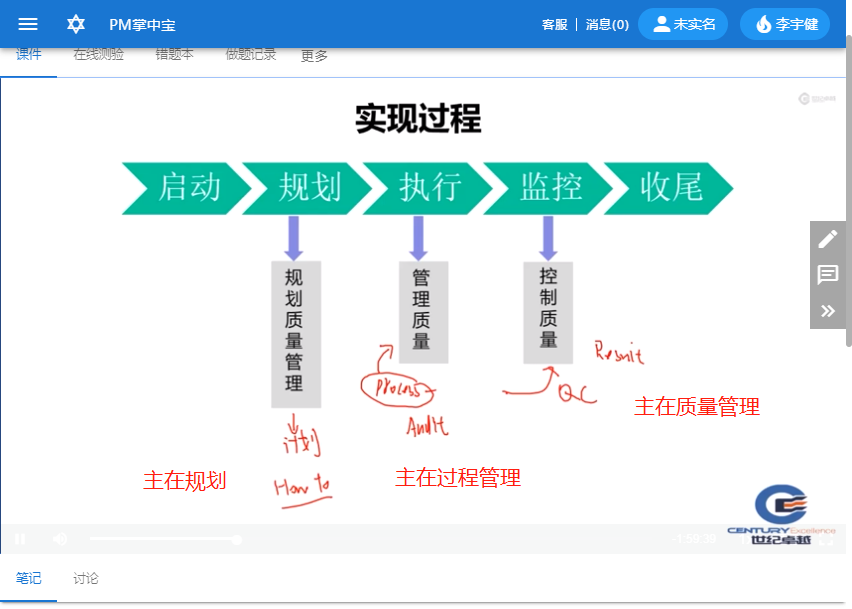 PM掌中宝
客服 | 消息(0) 未实名 李宇健
课件 在线测验 错题本 做题记录 更多
实现过程
启动 规划 执行 监控 收尾
规划质量管理
管理质量
控制质量
Result
Process
QC
主在质量管理
Audit
计划
主在规划
How to
主在过程管理
CENTURY Excellence
世纪卓越
-1:59:39
笔记 讨论